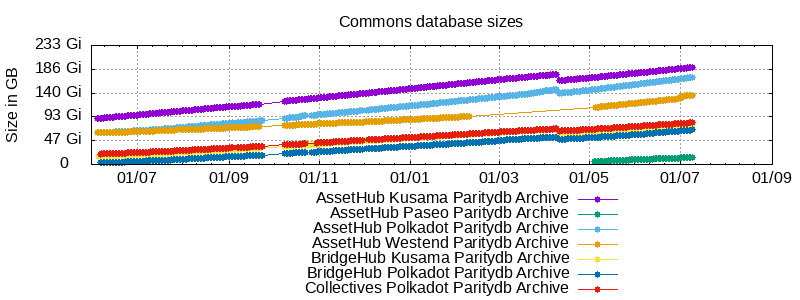 Commons database sizes
Size in GB
233 Gi
186 Gi
140 Gi
93 Gi
47 Gi
0
01/07 01/09 01/11 01/01 01/03 01/05 01/07 01/09
AssetHub Kusama Paritydb Archive
AssetHub Paseo Paritydb Archive
AssetHub Polkadot Paritydb Archive
AssetHub Westend Paritydb Archive
BridgeHub Kusama Paritydb Archive
BridgeHub Polkadot Paritydb Archive
Collectives Polkadot Paritydb Archive